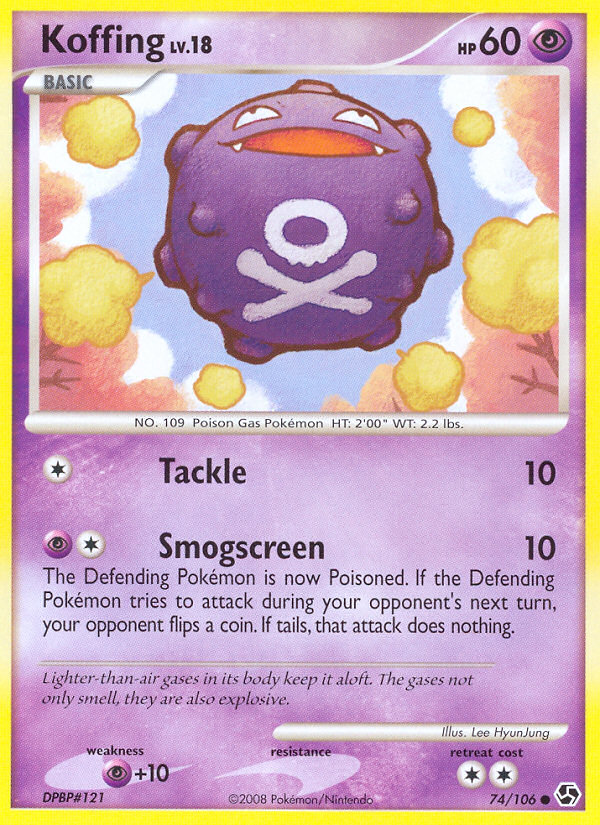 Koffing LV.18 HP 60
BASIC
NO. 109 Poison Gas Pokémon HT: 2'00" WT: 2.2 lbs.
Tackle 10
Smogscreen 10
The Defending Pokémon is now Poisoned. If the Defending
Pokémon tries to attack during your opponent's next turn,
your opponent flips a coin. If tails, that attack does nothing.
Lighter-than-air gases in its body keep it aloft. The gases not
only smell, they are also explosive.
Illus. Lee HyunJung
weakness resistance retreat cost
+10
DPBP#121 ©2008 Pokémon/Nintendo 74/106